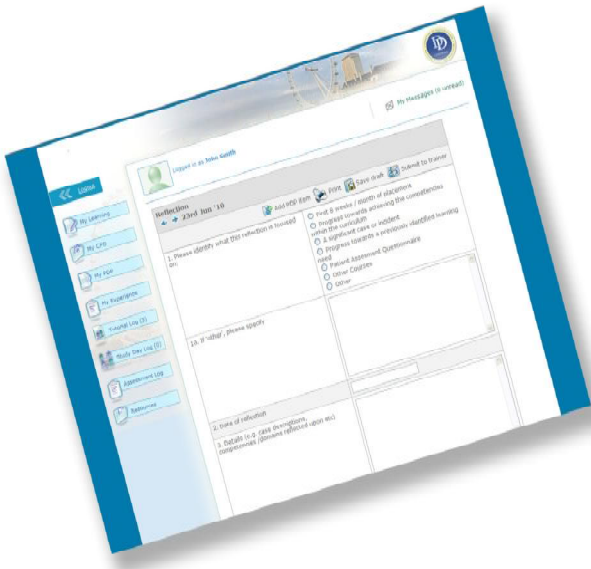 DD
My Messages (0 unread)
Logged in as John Smith
<< Logout
My Learning
My CPD
My PDP
My Experience
Tutorial Log (3)
Study Day Log (0)
Assessment Log
Resources
Reflection
23rd Jun '10
Add PDP item
Print
Save draft
Submit to trainer
1. Please identify what this reflection is focused
on:
First 8 weeks / month of placement
Progress towards achieving the competencies
within the curriculum
A significant case or incident
Progress towards a previously identified learning
need
Patient Assessment Questionnaire
Other Courses
Other
1a. If 'other', please specify
2. Date of reflection
3. Details (e.g. case descriptions,
competencies /domains reflected upon etc)